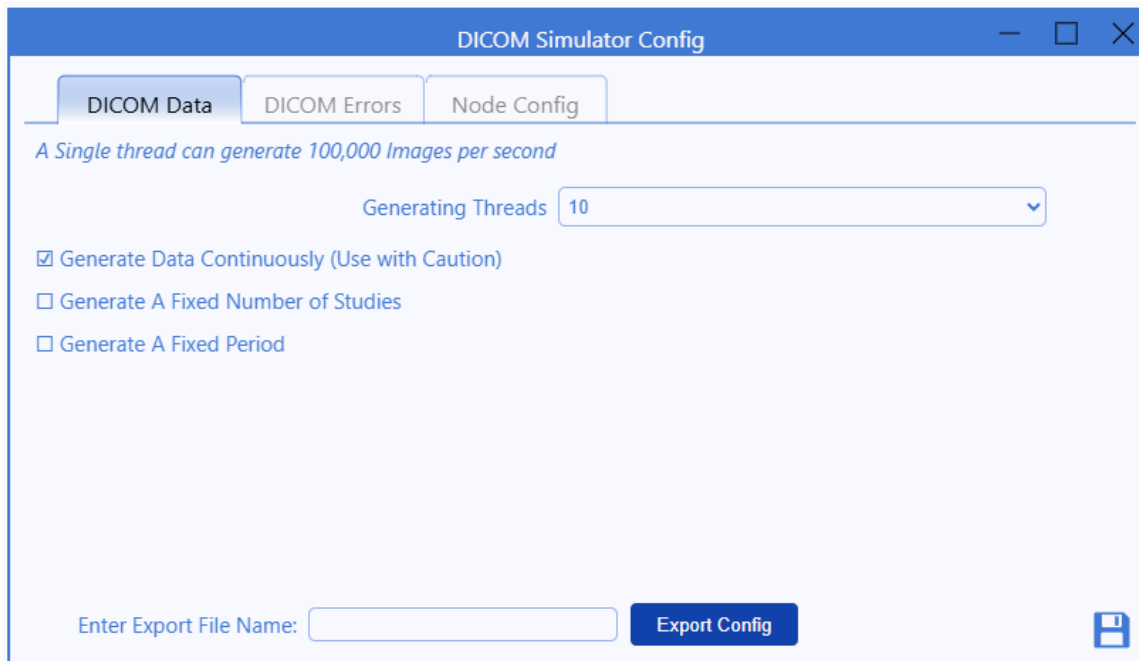 DICOM Simulator Config
DICOM Data DICOM Errors Node Config
A Single thread can generate 100,000 Images per second
Generating Threads 10
Generate Data Continuously (Use with Caution)
Generate A Fixed Number of Studies
Generate A Fixed Period
Enter Export File Name: Export Config